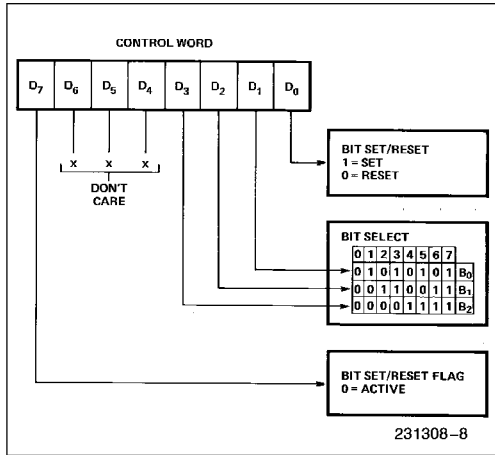 CONTROL WORD
D7 D6 D5 D4 D3 D2 D1 D0
X X X
DON'T
CARE
BIT SET/RESET
1 = SET
0 = RESET
BIT SELECT
0 1 2 3 4 5 6 7
0 1 0 1 0 1 0 1 B0
0 0 1 1 0 0 1 1 B1
0 0 0 0 1 1 1 1 B2
BIT SET/RESET FLAG
0 = ACTIVE
231308-8